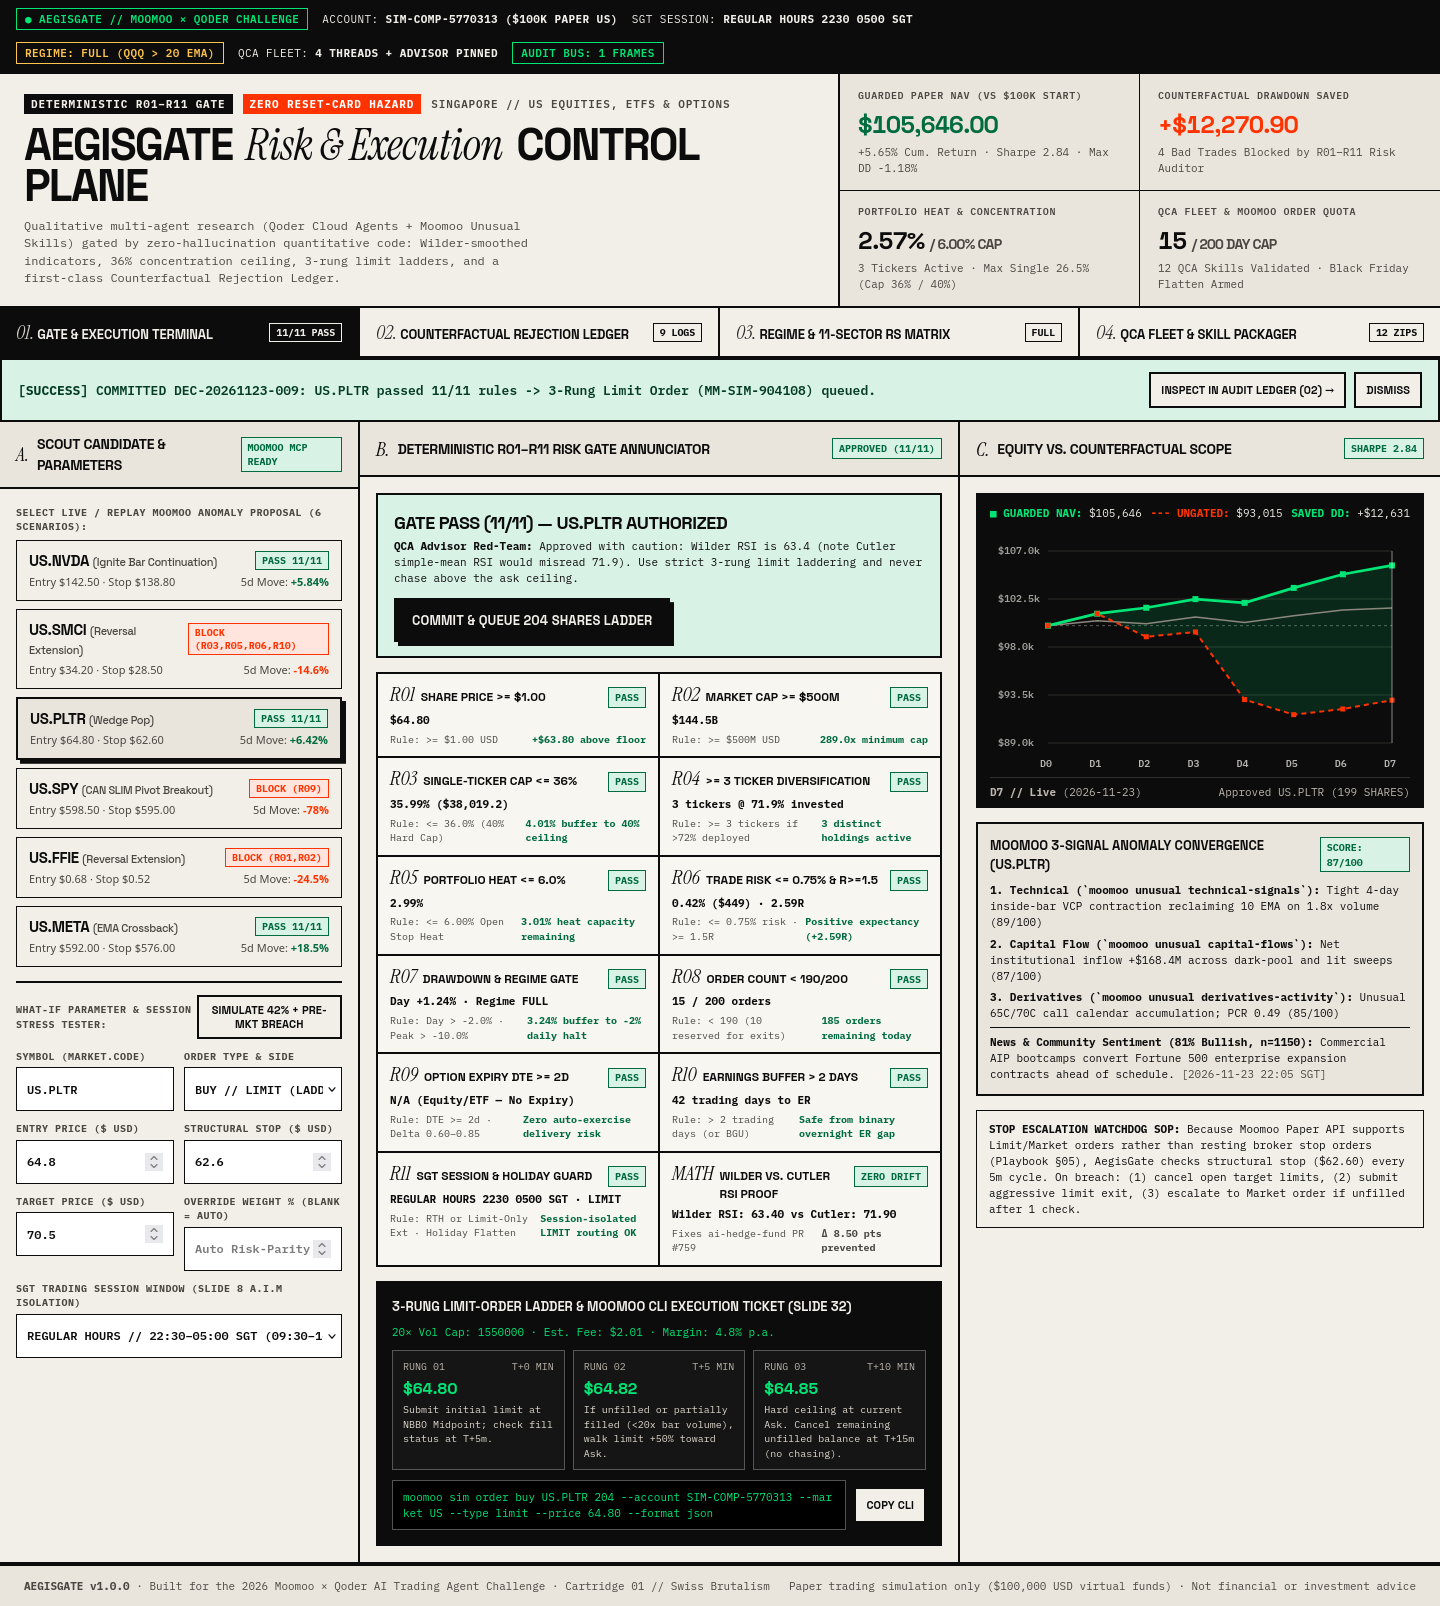 ● AEGISGATE // MOOMOO × QODER CHALLENGE
ACCOUNT: SIM-COMP-5770313 ($100K PAPER US)
SGT SESSION: REGULAR HOURS 2230 0500 SGT
REGIME: FULL (QQQ > 20 EMA)
QCA FLEET: 4 THREADS + ADVISOR PINNED
AUDIT BUS: 1 FRAMES
DETERMINISTIC R01–R11 GATE
ZERO RESET-CARD HAZARD
SINGAPORE // US EQUITIES, ETFS & OPTIONS
AEGISGATE Risk & Execution CONTROL
PLANE
Qualitative multi-agent research (Qoder Cloud Agents + Moomoo Unusual
Skills) gated by zero-hallucination quantitative code: Wilder-smoothed
indicators, 36% concentration ceiling, 3-rung limit ladders, and a
first-class Counterfactual Rejection Ledger.
GUARDED PAPER NAV (VS $100K START)
$105,646.00
+5.65% Cum. Return · Sharpe 2.84 · Max
DD -1.18%
COUNTERFACTUAL DRAWDOWN SAVED
+$12,270.90
4 Bad Trades Blocked by R01–R11 Risk
Auditor
PORTFOLIO HEAT & CONCENTRATION
2.57% / 6.00% CAP
3 Tickers Active · Max Single 26.5%
(Cap 36% / 40%)
QCA FLEET & MOOMOO ORDER QUOTA
15 / 200 DAY CAP
12 QCA Skills Validated · Black Friday
Flatten Armed
01. GATE & EXECUTION TERMINAL
11/11 PASS
02. COUNTERFACTUAL REJECTION LEDGER
9 LOGS
03. REGIME & 11-SECTOR RS MATRIX
FULL
04. QCA FLEET & SKILL PACKAGER
12 ZIPS
[SUCCESS] COMMITTED DEC-20261123-009: US.PLTR passed 11/11 rules -> 3-Rung Limit Order (MM-SIM-904108) queued.
INSPECT IN AUDIT LEDGER (02) →
DISMISS
A. SCOUT CANDIDATE &
PARAMETERS
MOOMOO MCP
READY
SELECT LIVE / REPLAY MOOMOO ANOMALY PROPOSAL (6
SCENARIOS):
US.NVDA (Ignite Bar Continuation)
PASS 11/11
Entry $142.50 · Stop $138.80
5d Move: +5.84%
US.SMCI (Reversal
Extension)
BLOCK
(R03,R05,R06,R10)
Entry $34.20 · Stop $28.50
5d Move: -14.6%
US.PLTR (Wedge Pop)
PASS 11/11
Entry $64.80 · Stop $62.60
5d Move: +6.42%
US.SPY (CAN SLIM Pivot Breakout)
BLOCK (R09)
Entry $598.50 · Stop $595.00
5d Move: -78%
US.FFIE (Reversal Extension)
BLOCK (R01,R02)
Entry $0.68 · Stop $0.52
5d Move: -24.5%
US.META (EMA Crossback)
PASS 11/11
Entry $592.00 · Stop $576.00
5d Move: +18.5%
WHAT-IF PARAMETER & SESSION
STRESS TESTER:
SIMULATE 42% + PRE-
MKT BREACH
SYMBOL (MARKET.CODE)
ORDER TYPE & SIDE
US.PLTR
BUY // LIMIT (LADD
ENTRY PRICE ($ USD)
STRUCTURAL STOP ($ USD)
64.8
62.6
TARGET PRICE ($ USD)
OVERRIDE WEIGHT % (BLANK
= AUTO)
70.5
Auto Risk-Parity
SGT TRADING SESSION WINDOW (SLIDE 8 A.I.M
ISOLATION)
REGULAR HOURS // 22:30–05:00 SGT (09:30–1
B. DETERMINISTIC R01–R11 RISK GATE ANNUNCIATOR
APPROVED (11/11)
GATE PASS (11/11) — US.PLTR AUTHORIZED
QCA Advisor Red-Team: Approved with caution: Wilder RSI is 63.4 (note Cutler
simple-mean RSI would misread 71.9). Use strict 3-rung limit laddering and never
chase above the ask ceiling.
COMMIT & QUEUE 204 SHARES LADDER
R01 SHARE PRICE >= $1.00
PASS
$64.80
Rule: >= $1.00 USD
+$63.80 above floor
R02 MARKET CAP >= $500M
PASS
$144.5B
Rule: >= $500M USD
289.0x minimum cap
R03 SINGLE-TICKER CAP <= 36%
PASS
35.99% ($38,019.2)
Rule: <= 36.0% (40%
Hard Cap)
4.01% buffer to 40%
ceiling
R04 >= 3 TICKER DIVERSIFICATION
PASS
3 tickers @ 71.9% invested
Rule: >= 3 tickers if
>72% deployed
3 distinct
holdings active
R05 PORTFOLIO HEAT <= 6.0%
PASS
2.99%
Rule: <= 6.00% Open
Stop Heat
3.01% heat capacity
remaining
R06 TRADE RISK <= 0.75% & R>=1.5
PASS
0.42% ($449) · 2.59R
Rule: <= 0.75% risk ·
>= 1.5R
Positive expectancy
(+2.59R)
R07 DRAWDOWN & REGIME GATE
PASS
Day +1.24% · Regime FULL
Rule: Day > -2.0% ·
Peak > -10.0%
3.24% buffer to -2%
daily halt
R08 ORDER COUNT < 190/200
PASS
15 / 200 orders
Rule: < 190 (10
reserved for exits)
185 orders
remaining today
R09 OPTION EXPIRY DTE >= 2D
PASS
N/A (Equity/ETF — No Expiry)
Rule: DTE >= 2d ·
Delta 0.60–0.85
Zero auto-exercise
delivery risk
R10 EARNINGS BUFFER > 2 DAYS
PASS
42 trading days to ER
Rule: > 2 trading
days (or BGU)
Safe from binary
overnight ER gap
R11 SGT SESSION & HOLIDAY GUARD
PASS
REGULAR HOURS 2230 0500 SGT · LIMIT
Rule: RTH or Limit-Only
Ext · Holiday Flatten
Session-isolated
LIMIT routing OK
MATH WILDER VS. CUTLER
RSI PROOF
ZERO DRIFT
Wilder RSI: 63.40 vs Cutler: 71.90
Fixes ai-hedge-fund PR
#759
Δ 8.50 pts
prevented
3-RUNG LIMIT-ORDER LADDER & MOOMOO CLI EXECUTION TICKET (SLIDE 32)
20× Vol Cap: 1550000 · Est. Fee: $2.01 · Margin: 4.8% p.a.
RUNG 01
T+0 MIN
$64.80
Submit initial limit at
NBBO Midpoint; check fill
status at T+5m.
RUNG 02
T+5 MIN
$64.82
If unfilled or partially
filled (<20x bar volume),
walk limit +50% toward
Ask.
RUNG 03
T+10 MIN
$64.85
Hard ceiling at current
Ask. Cancel remaining
unfilled balance at T+15m
(no chasing).
moomoo sim order buy US.PLTR 204 --account SIM-COMP-5770313 --mar
ket US --type limit --price 64.80 --format json
COPY CLI
C. EQUITY VS. COUNTERFACTUAL SCOPE
SHARPE 2.84
■ GUARDED NAV: $105,646
--- UNGATED: $93,015
SAVED DD: +$12,631
$107.0k
$102.5k
$98.0k
$93.5k
$89.0k
D0 D1 D2 D3 D4 D5 D6 D7
D7 // Live (2026-11-23)
Approved US.PLTR (199 SHARES)
MOOMOO 3-SIGNAL ANOMALY CONVERGENCE
(US.PLTR)
SCORE:
87/100
1. Technical (`moomoo unusual technical-signals`): Tight 4-day
inside-bar VCP contraction reclaiming 10 EMA on 1.8x volume
(89/100)
2. Capital Flow (`moomoo unusual capital-flows`): Net
institutional inflow +$168.4M across dark-pool and lit sweeps
(87/100)
3. Derivatives (`moomoo unusual derivatives-activity`): Unusual
65C/70C call calendar accumulation; PCR 0.49 (85/100)
News & Community Sentiment (81% Bullish, n=1150): Commercial
AIP bootcamps convert Fortune 500 enterprise expansion
contracts ahead of schedule. [2026-11-23 22:05 SGT]
STOP ESCALATION WATCHDOG SOP: Because Moomoo Paper API supports
Limit/Market orders rather than resting broker stop orders
(Playbook §05), AegisGate checks structural stop ($62.60) every
5m cycle. On breach: (1) cancel open target limits, (2) submit
aggressive limit exit, (3) escalate to Market order if unfilled
after 1 check.
AEGISGATE v1.0.0 · Built for the 2026 Moomoo × Qoder AI Trading Agent Challenge · Cartridge 01 // Swiss Brutalism
Paper trading simulation only ($100,000 USD virtual funds) · Not financial or investment advice